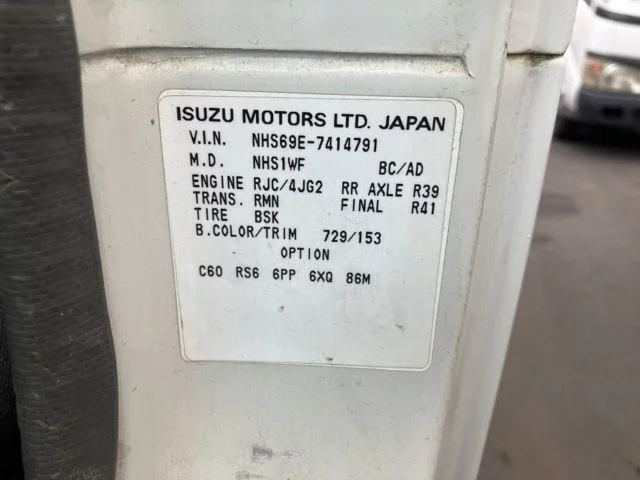 ISUZU MOTORS LTD. JAPAN
V.I.N. NHS69E-7414791
M.D. NHS1WF BC/AD
ENGINE RJC/4JG2 RR AXLE R39
TRANS. RMN FINAL R41
TIRE BSK
B.COLOR/TRIM 729/153
OPTION
C60 RS6 6PP 6XQ 86M